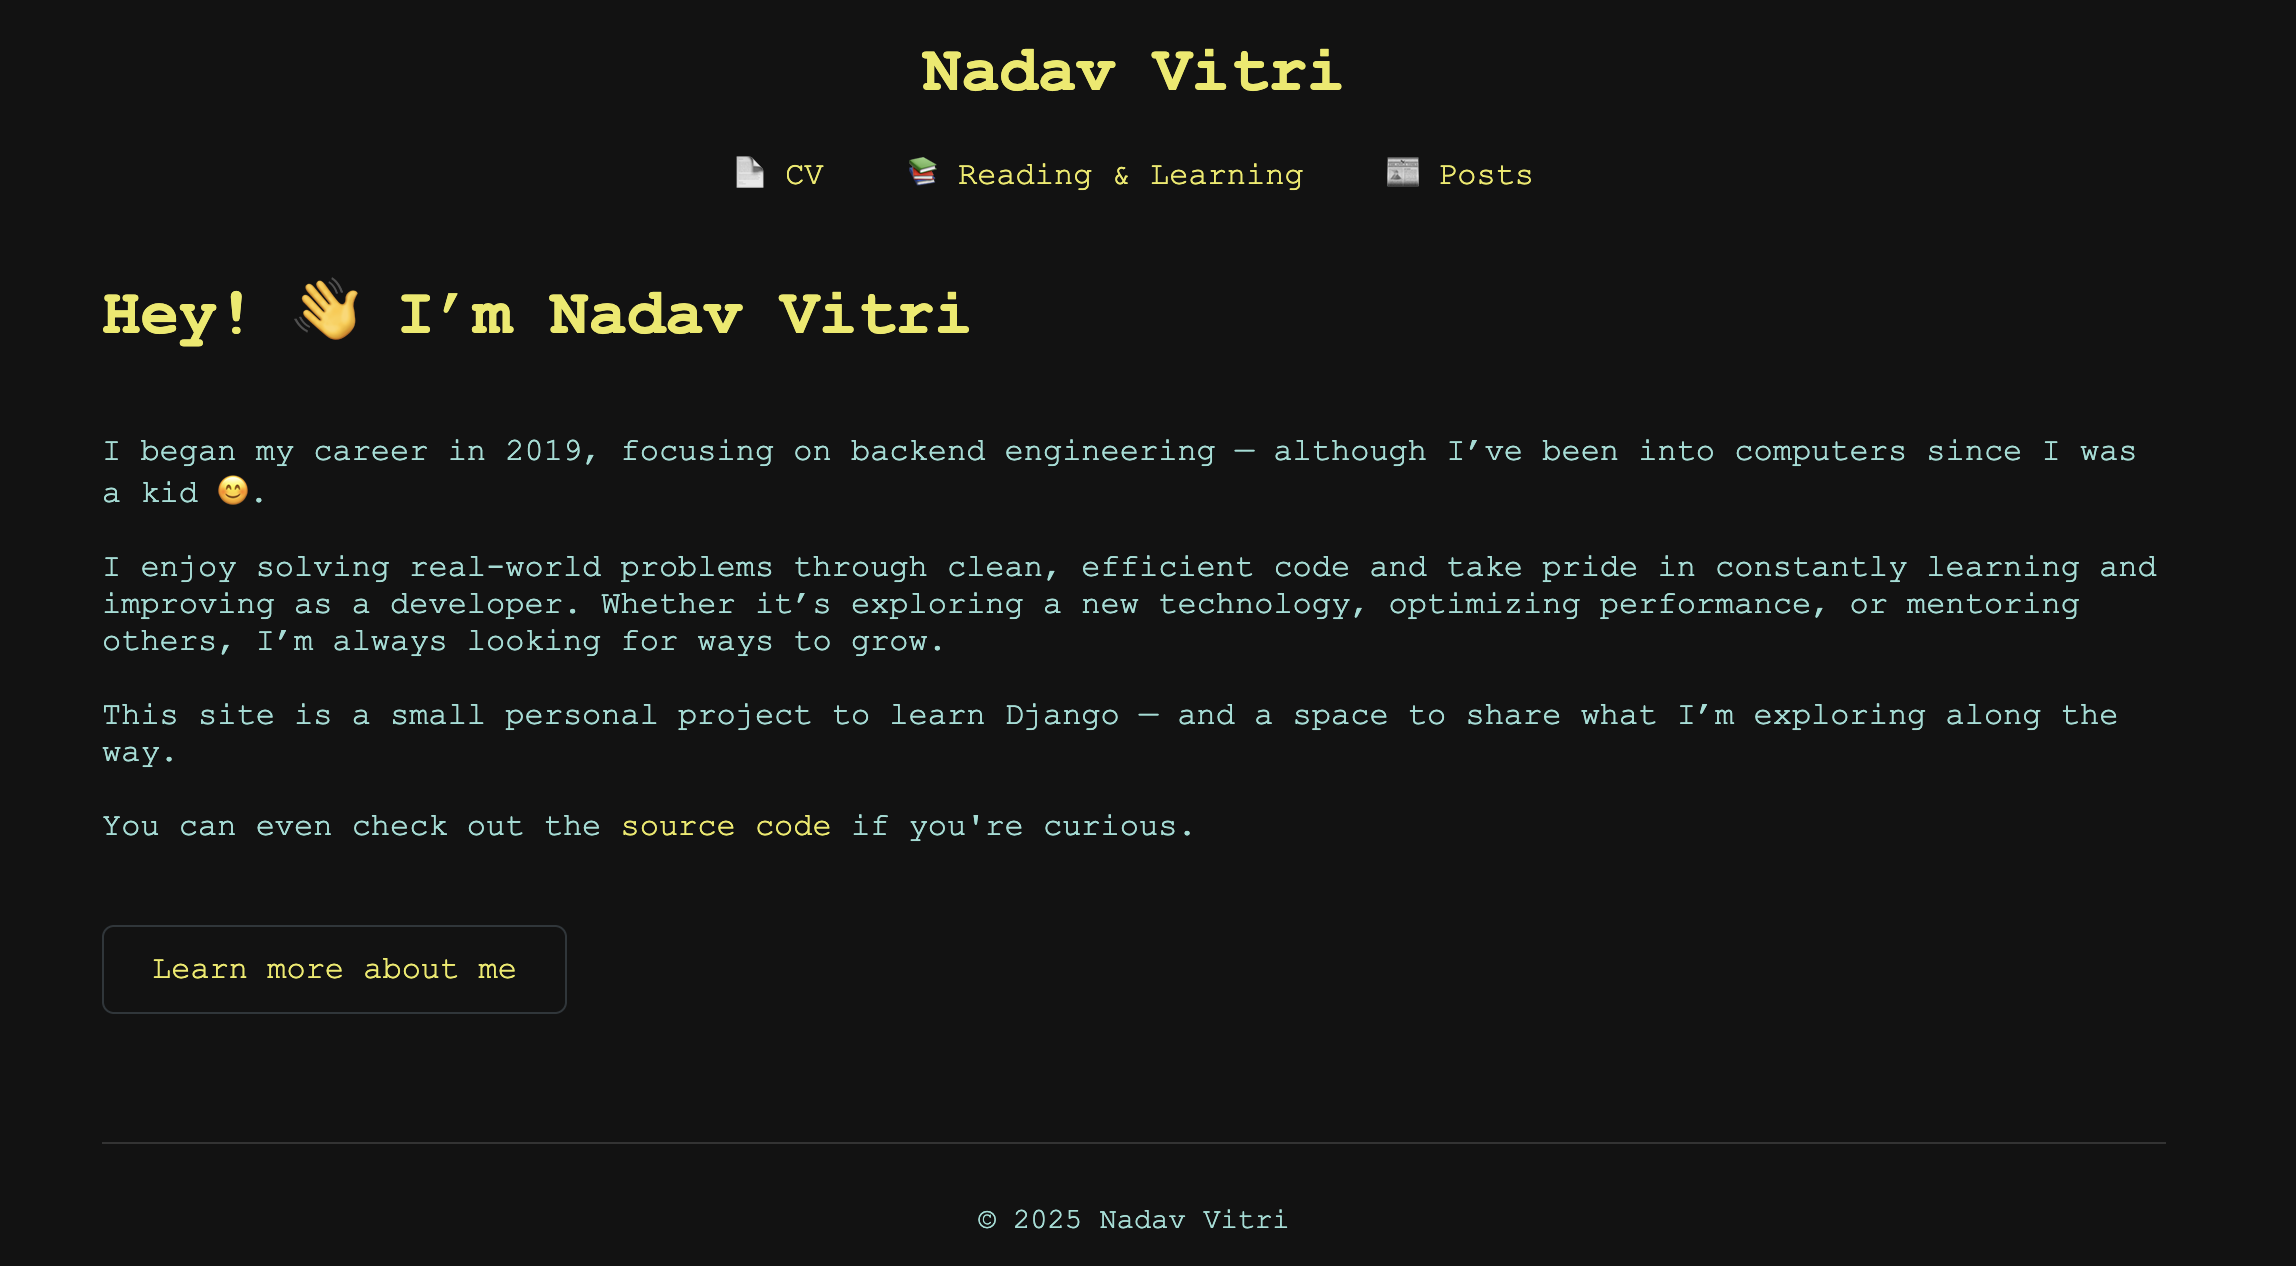 Nadav Vitri
📄 CV 📚 Reading & Learning 📰 Posts
Hey! 👋 I’m Nadav Vitri
I began my career in 2019, focusing on backend engineering — although I’ve been into computers since I was
a kid 😊.
I enjoy solving real-world problems through clean, efficient code and take pride in constantly learning and
improving as a developer. Whether it’s exploring a new technology, optimizing performance, or mentoring
others, I’m always looking for ways to grow.
This site is a small personal project to learn Django — and a space to share what I’m exploring along the
way.
You can even check out the source code if you're curious.
Learn more about me
© 2025 Nadav Vitri